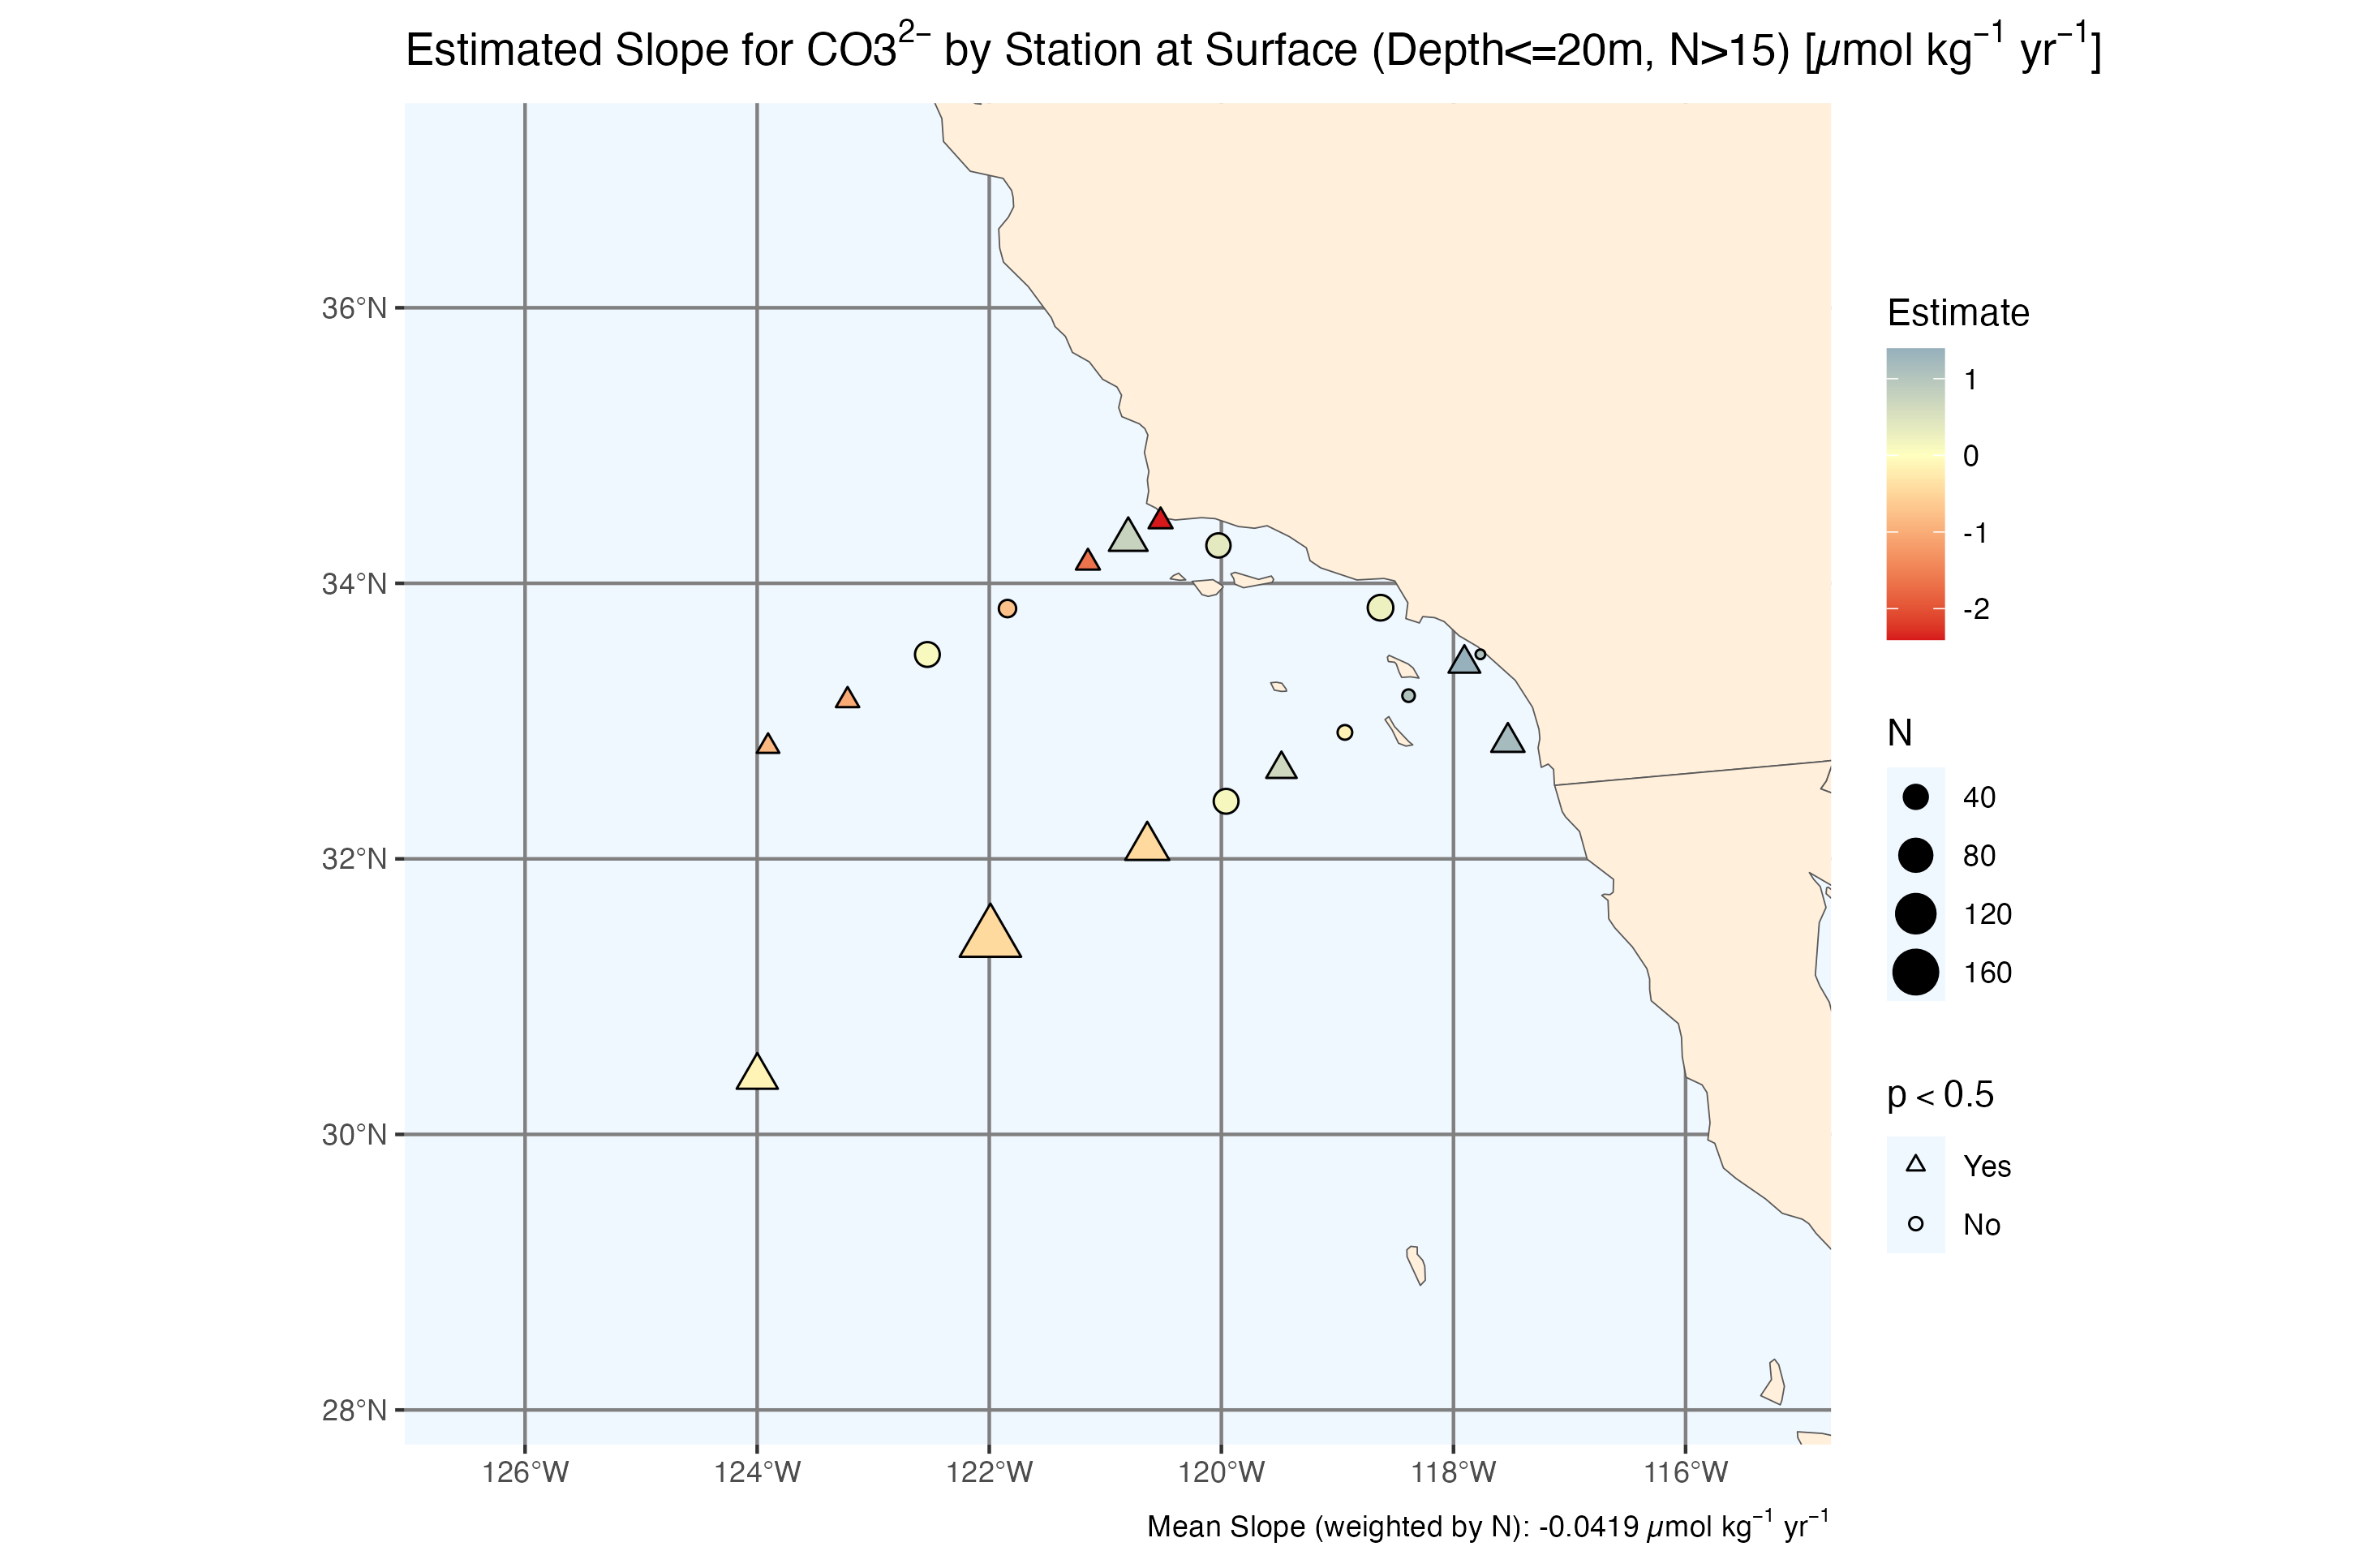 Estimated Slope for CO3²⁻ by Station at Surface (Depth<=20m, N>15) [μmol kg⁻¹ yr⁻¹]
36°N
34°N
32°N
30°N
28°N
126°W
124°W
122°W
120°W
118°W
116°W
Estimate
1
0
-1
-2
N
40
80
120
160
p < 0.5
Yes
No
Mean Slope (weighted by N): -0.0419 μmol kg⁻¹ yr⁻¹